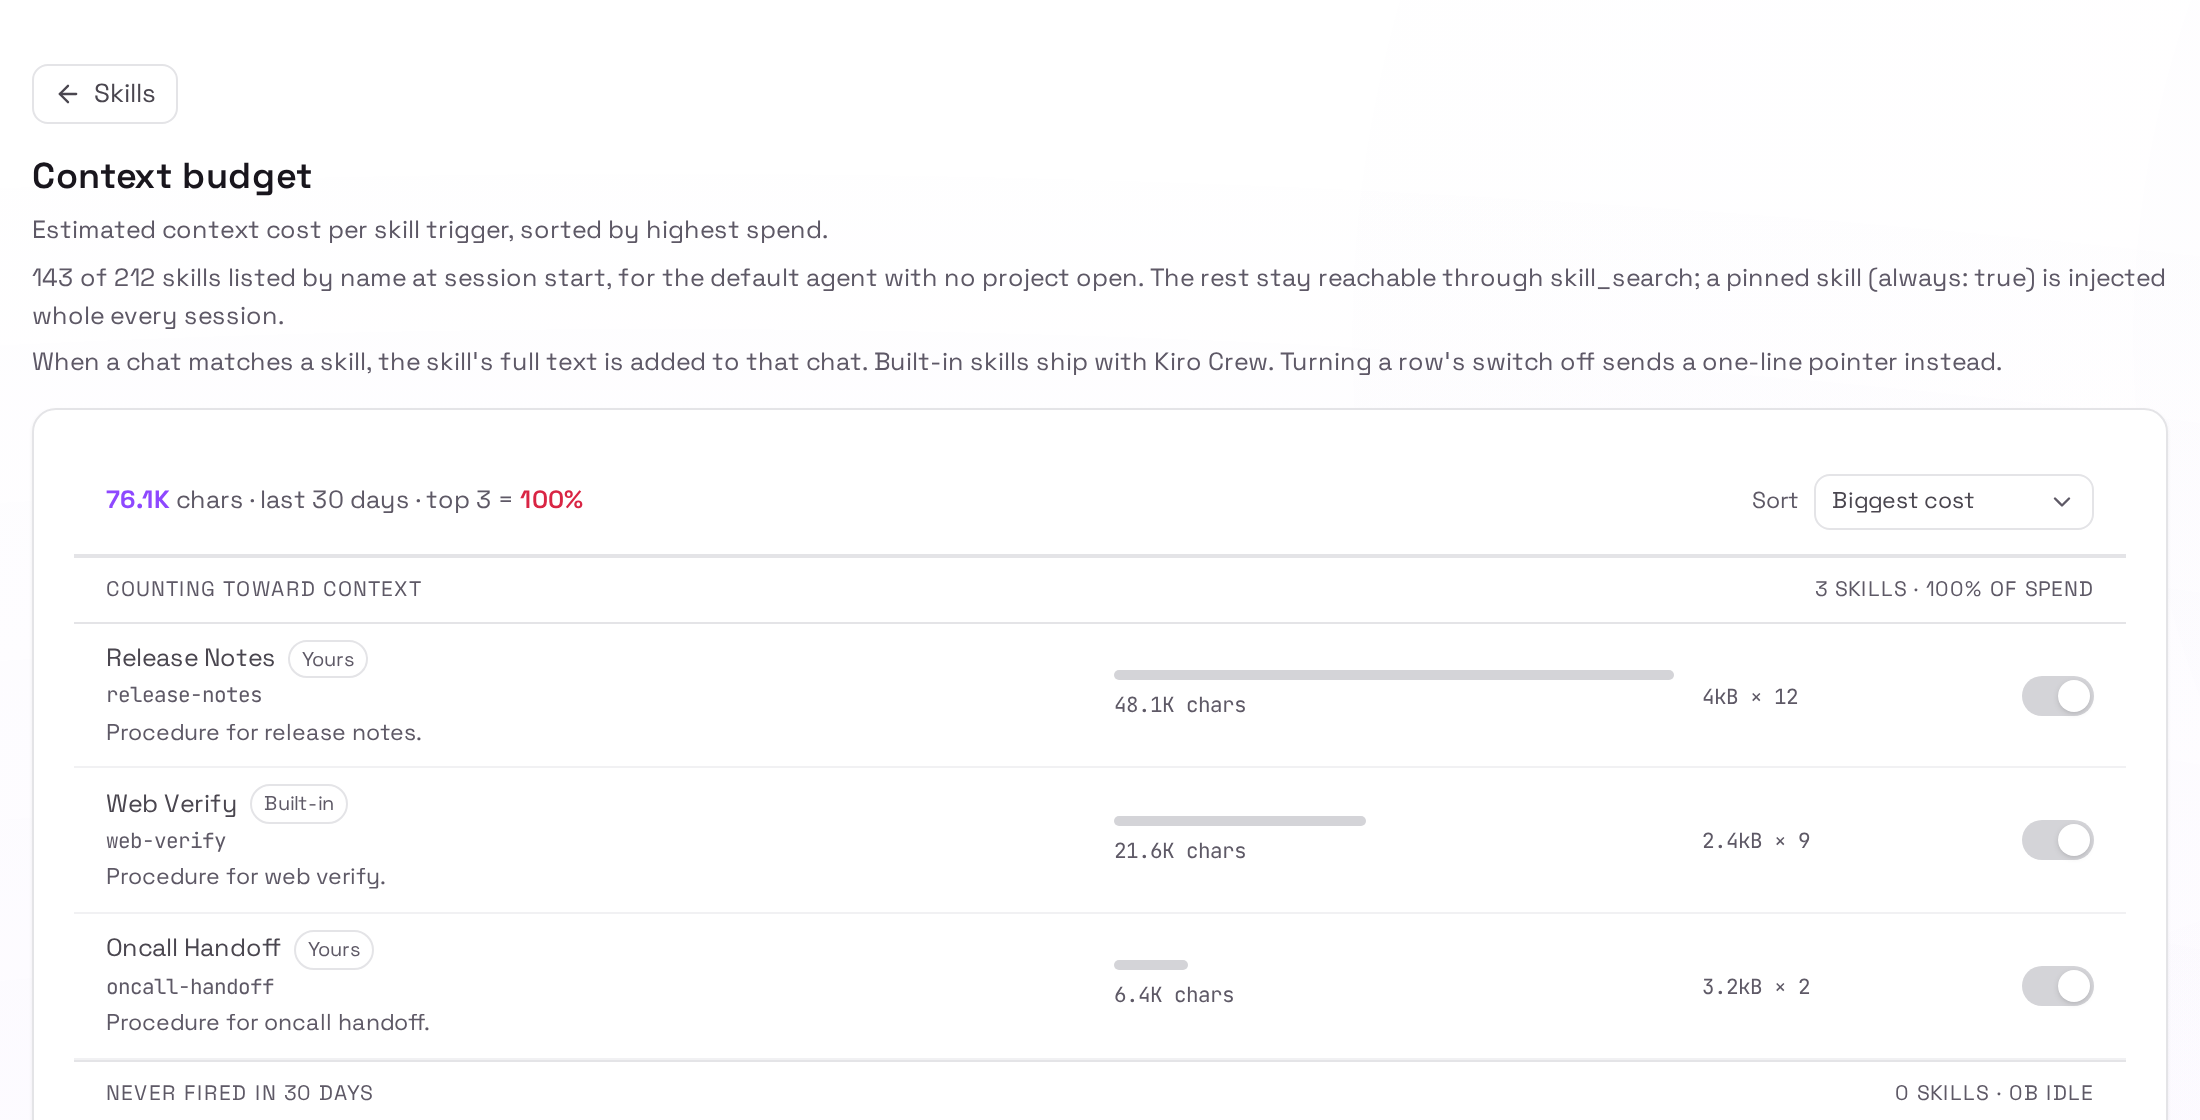 Skills
Context budget
Estimated context cost per skill trigger, sorted by highest spend.
143 of 212 skills listed by name at session start, for the default agent with no project open. The rest stay reachable through skill_search; a pinned skill (always: true) is injected
whole every session.
When a chat matches a skill, the skill's full text is added to that chat. Built-in skills ship with Kiro Crew. Turning a row's switch off sends a one-line pointer instead.
76.1K chars · last 30 days · top 3 = 100%
Sort Biggest cost
COUNTING TOWARD CONTEXT
3 SKILLS · 100% OF SPEND
Release Notes Yours
release-notes
Procedure for release notes.
48.1K chars
4kB × 12
Web Verify Built-in
web-verify
Procedure for web verify.
21.6K chars
2.4kB × 9
Oncall Handoff Yours
oncall-handoff
Procedure for oncall handoff.
6.4K chars
3.2kB × 2
NEVER FIRED IN 30 DAYS
0 SKILLS · 0B IDLE